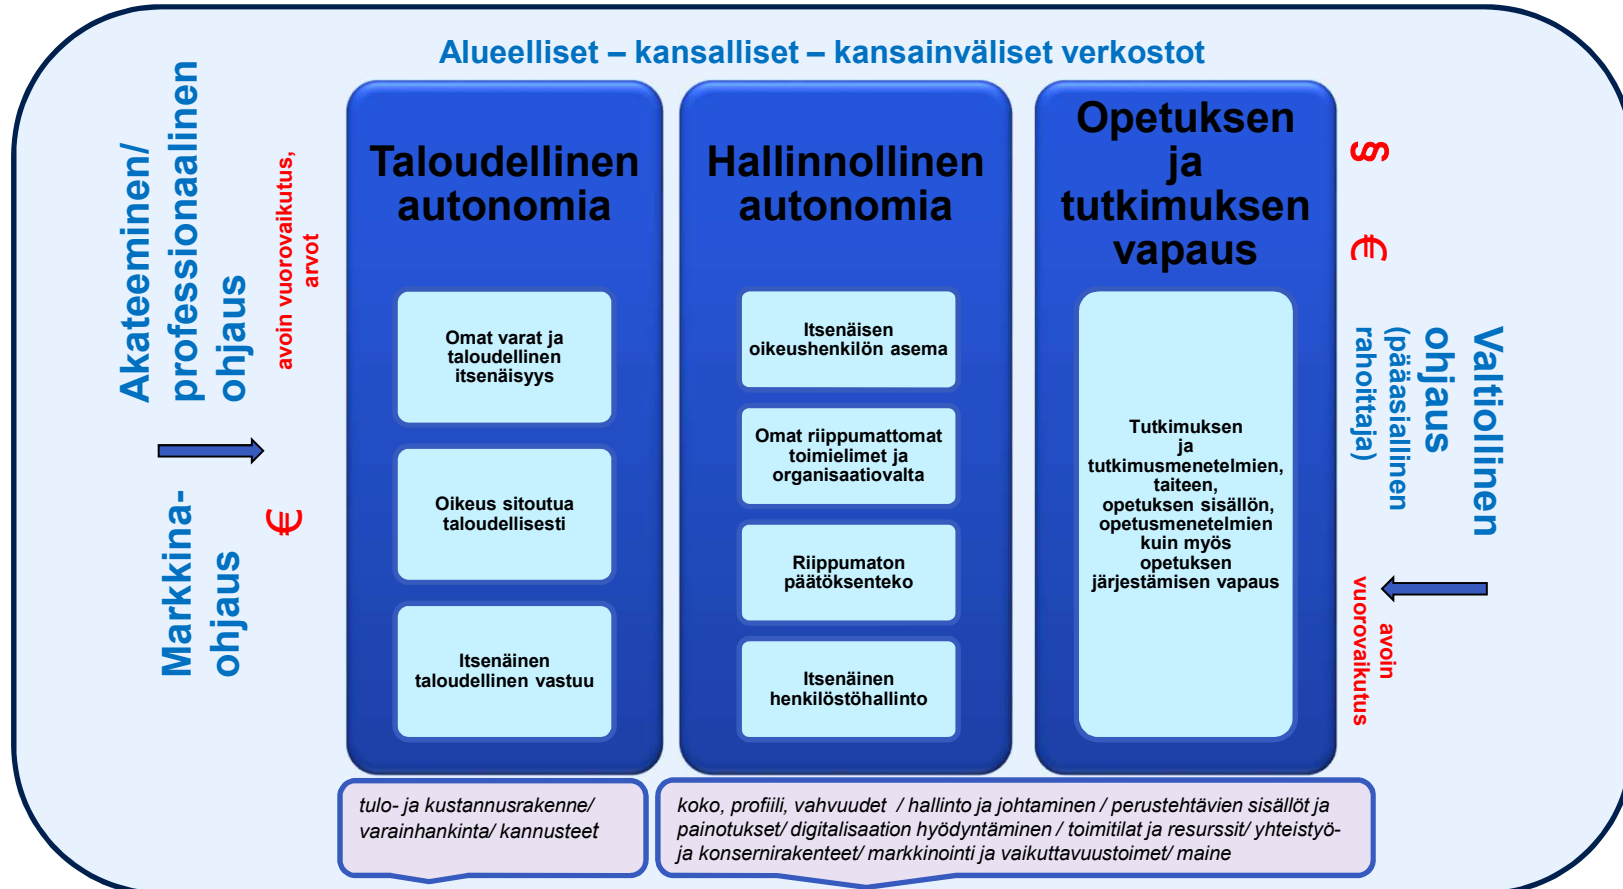 Alueelliset – kansalliset – kansainväliset verkostot
Akateeminen/
professionaalinen
ohjaus
avoin vuorovaikutus,
arvot
Markkina-
ohjaus
€
Taloudellinen
autonomia
Omat varat ja
taloudellinen
itsenäisyys
Oikeus sitoutua
taloudellisesti
Itsenäinen
taloudellinen vastuu
Hallinnollinen
autonomia
Itsenäisen
oikeushenkilön asema
Omat riippumattomat
toimielimet ja
organisaatiovalta
Riippumaton
päätöksenteko
Itsenäinen
henkilöstöhallinto
Opetuksen
ja
tutkimuksen
vapaus
Tutkimuksen
ja
tutkimusmenetelmien,
taiteen,
opetuksen sisällön,
opetusmenetelmien
kuin myös
opetuksen
järjestämisen vapaus
§
€
Valtiollinen
ohjaus
(pääasiallinen
rahoittaja)
avoin
vuorovaikutus
tulo- ja kustannusrakenne/
varainhankinta/ kannusteet
koko, profiili, vahvuudet / hallinto ja johtaminen / perustehtävien sisällöt ja
painotukset/ digitalisaation hyödyntäminen / toimitilat ja resurssit/ yhteistyö-
ja konsernirakenteet/ markkinointi ja vaikuttavuustoimet/ maine